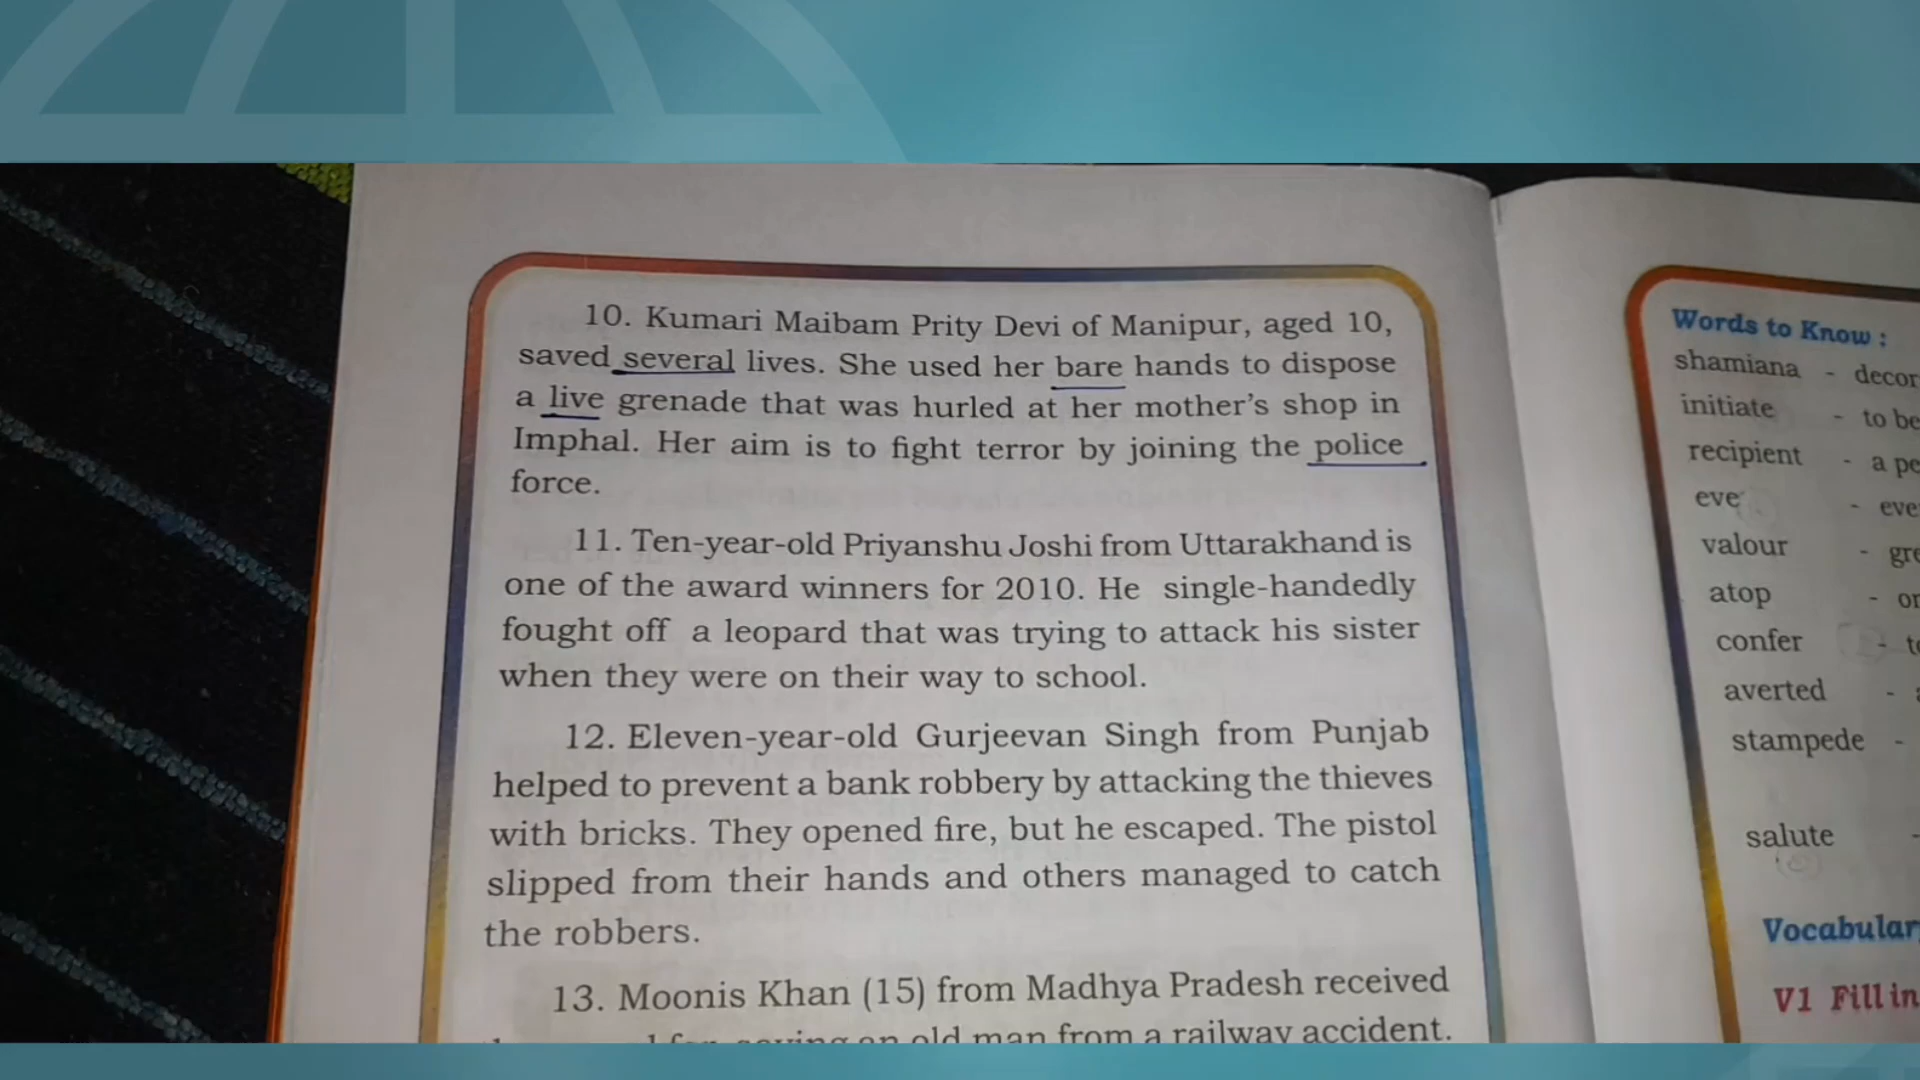 10. Kumari Maibam Prity Devi of Manipur, aged 10,
saved several lives. She used her bare hands to dispose
a live grenade that was hurled at her mother's shop in
Imphal. Her aim is to fight terror by joining the police
force.
11. Ten-year-old Priyanshu Joshi from Uttarakhand is
one of the award winners for 2010. He single-handedly
fought off a leopard that was trying to attack his sister
when they were on their way to school.
12. Eleven-year-old Gurjeevan Singh from Punjab
helped to prevent a bank robbery by attacking the thieves
with bricks. They opened fire, but he escaped. The pistol
slipped from their hands and others managed to catch
the robbers.
13. Moonis Khan (15) from Madhya Pradesh received
saving an old man from a railway accident.
Words to Know :
shamiana -
initiate - to
recipient - a
eve -
valour -
atop -
confer -
averted -
stampede -
salute -
V1 Fill in